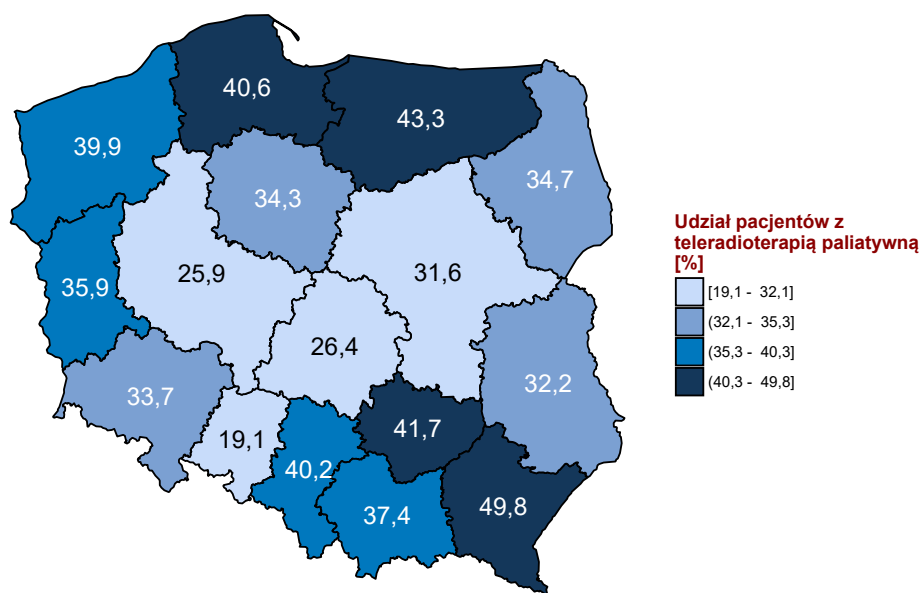 40,6
43,3
39,9
34,7
34,3
25,9
31,6
35,9
26,4
32,2
33,7
41,7
19,1
40,2
49,8
37,4
Udział pacjentów z
teleradioterapią paliatywną
[%]
[19,1 - 32,1]
(32,1 - 35,3]
(35,3 - 40,3]
(40,3 - 49,8]